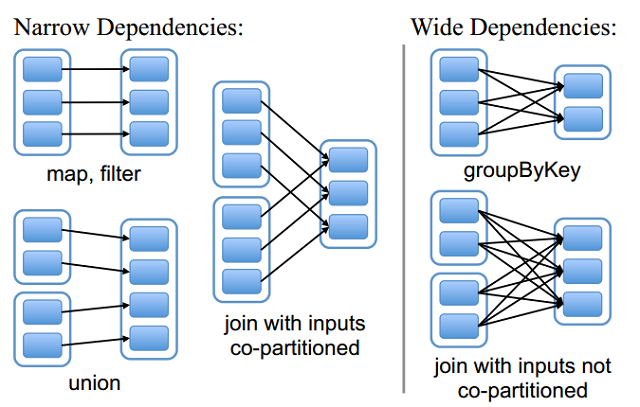 Narrow Dependencies:
Wide Dependencies:
map, filter
groupByKey
join with inputs
co-partitioned
union
join with inputs not
co-partitioned